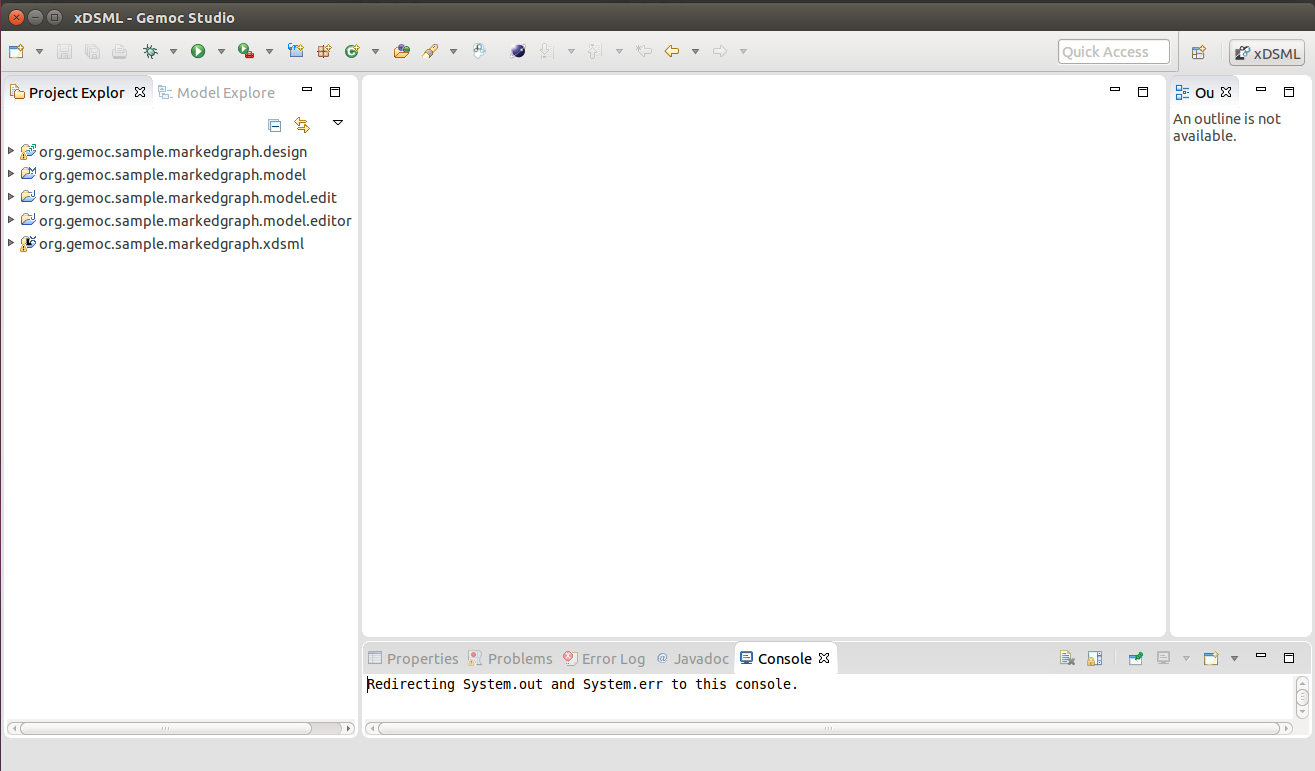 xDSML - Gemoc Studio
Quick Access
xDSML
Project Explor
Model Explore
Ou
An outline is not
available.
org.gemoc.sample.markedgraph.design
org.gemoc.sample.markedgraph.model
org.gemoc.sample.markedgraph.model.edit
org.gemoc.sample.markedgraph.model.editor
org.gemoc.sample.markedgraph.xdsml
Properties
Problems
Error Log
@ Javadoc
Console
Redirecting System.out and System.err to this console.